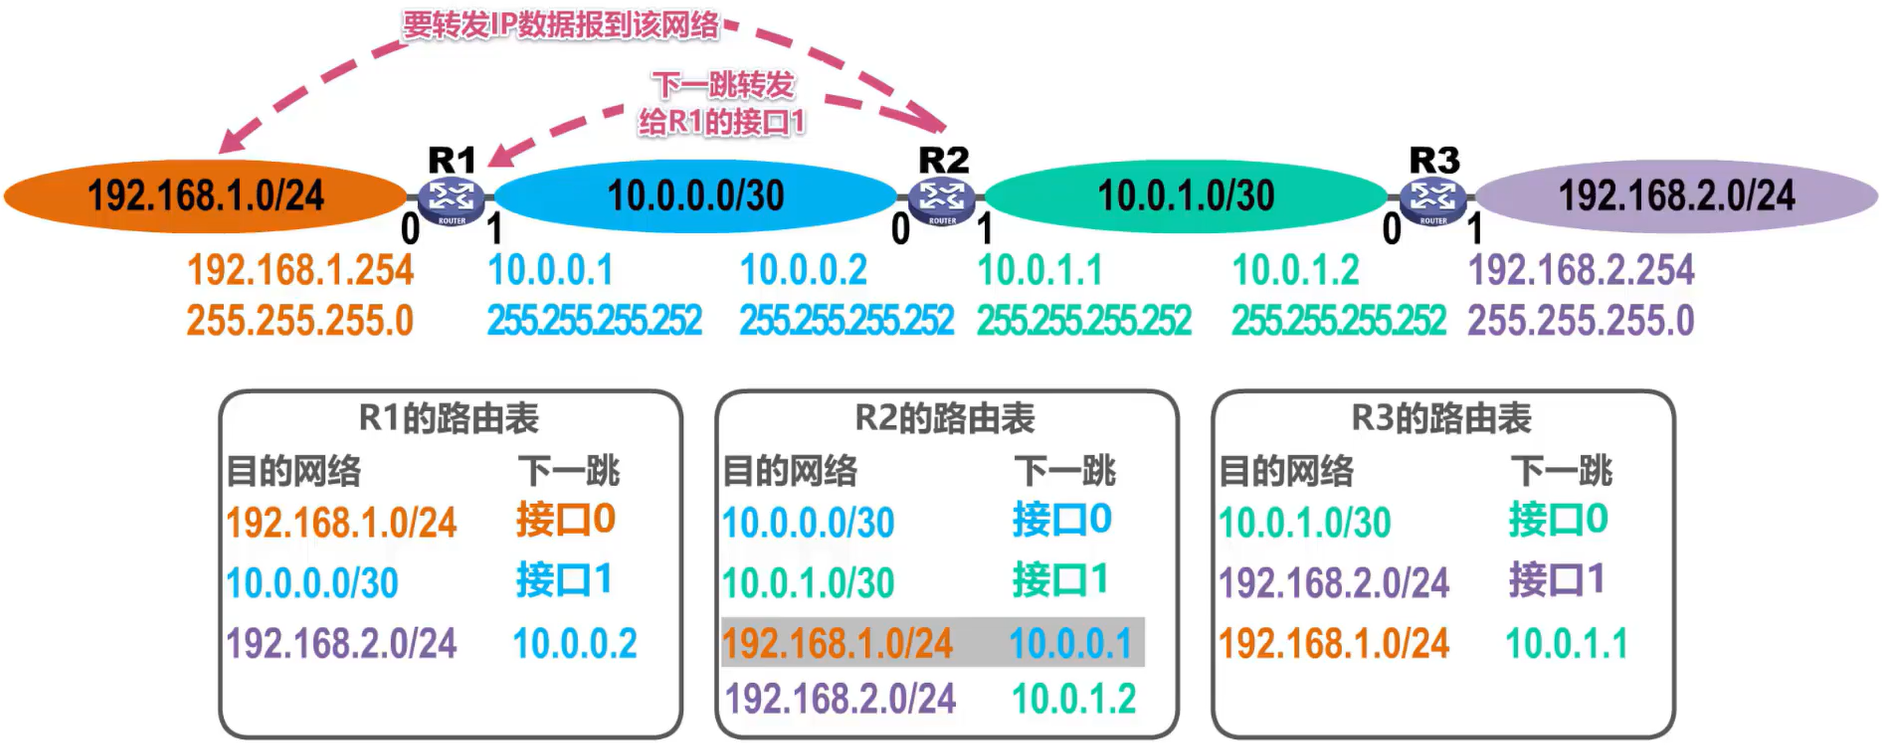 要转发IP数据报到该网络
下一跳转发
给R1的接口1
R1
R2
R3
192.168.1.0/24
10.0.0.0/30
10.0.1.0/30
192.168.2.0/24
ROUTER
ROUTER
ROUTER
0
1
0
1
0
1
192.168.1.254
10.0.0.1
10.0.0.2
10.0.1.1
10.0.1.2
192.168.2.254
255.255.255.0
255.255.255.252
255.255.255.252
255.255.255.252
255.255.255.252
255.255.255.0
R1的路由表
目的网络 下一跳
192.168.1.0/24 接口0
10.0.0.0/30 接口1
192.168.2.0/24 10.0.0.2
R2的路由表
目的网络 下一跳
10.0.0.0/30 接口0
10.0.1.0/30 接口1
192.168.1.0/24 10.0.0.1
192.168.2.0/24 10.0.1.2
R3的路由表
目的网络 下一跳
10.0.1.0/30 接口0
192.168.2.0/24 接口1
192.168.1.0/24 10.0.1.1